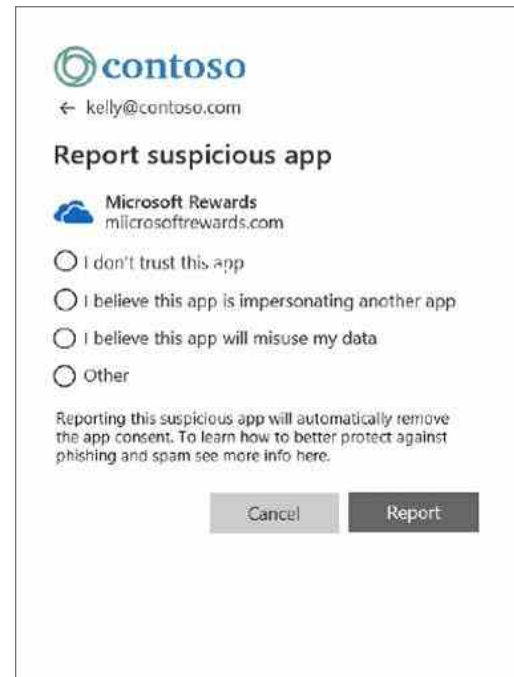 contoso
← kelly@contoso.com
Report suspicious app
Microsoft Rewards
miicrosoftrewards.com
I don't trust this app
I believe this app is impersonating another app
I believe this app will misuse my data
Other
Reporting this suspicious app will automatically remove
the app consent. To learn how to better protect against
phishing and spam see more info here.
Cancel
Report